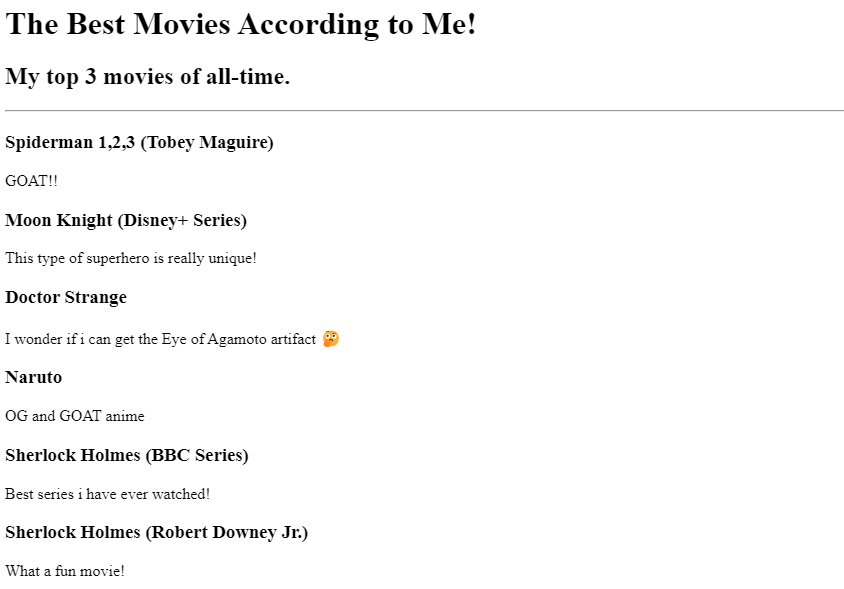 The Best Movies According to Me!
My top 3 movies of all-time.
Spiderman 1,2,3 (Tobey Maguire)
GOAT!!
Moon Knight (Disney+ Series)
This type of superhero is really unique!
Doctor Strange
I wonder if i can get the Eye of Agamoto artifact 🤔
Naruto
OG and GOAT anime
Sherlock Holmes (BBC Series)
Best series i have ever watched!
Sherlock Holmes (Robert Downey Jr.)
What a fun movie!